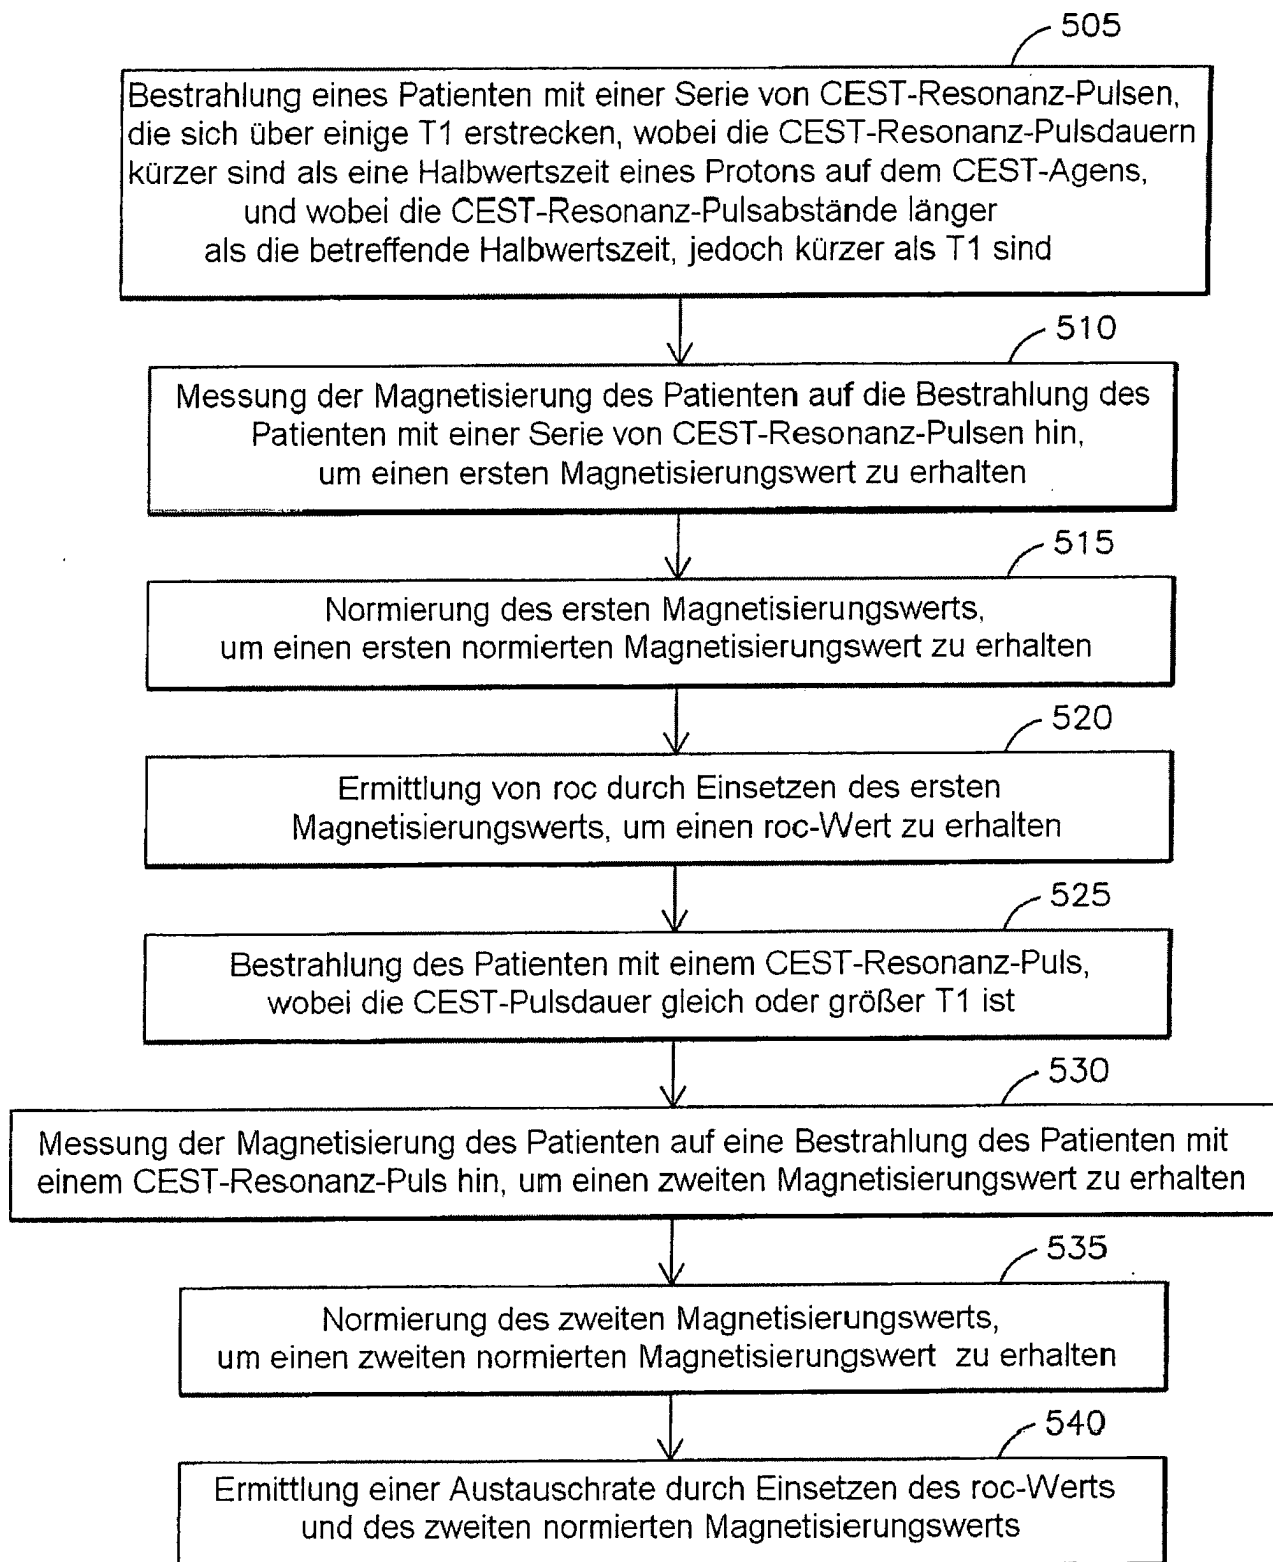 505
Bestrahlung eines Patienten mit einer Serie von CEST-Resonanz-Pulsen,
die sich über einige T1 erstrecken, wobei die CEST-Resonanz-Pulsdauern
kürzer sind als eine Halbwertszeit eines Protons auf dem CEST-Agens,
und wobei die CEST-Resonanz-Pulsabstände länger
als die betreffende Halbwertszeit, jedoch kürzer als T1 sind
510
Messung der Magnetisierung des Patienten auf die Bestrahlung des
Patienten mit einer Serie von CEST-Resonanz-Pulsen hin,
um einen ersten Magnetisierungswert zu erhalten
515
Normierung des ersten Magnetisierungswerts,
um einen ersten normierten Magnetisierungswert zu erhalten
520
Ermittlung von roc durch Einsetzen des ersten
Magnetisierungswerts, um einen roc-Wert zu erhalten
525
Bestrahlung des Patienten mit einem CEST-Resonanz-Puls,
wobei die CEST-Pulsdauer gleich oder größer T1 ist
530
Messung der Magnetisierung des Patienten auf eine Bestrahlung des Patienten mit
einem CEST-Resonanz-Puls hin, um einen zweiten Magnetisierungswert zu erhalten
535
Normierung des zweiten Magnetisierungswerts,
um einen zweiten normierten Magnetisierungswert zu erhalten
540
Ermittlung einer Austauschrate durch Einsetzen des roc-Werts
und des zweiten normierten Magnetisierungswerts